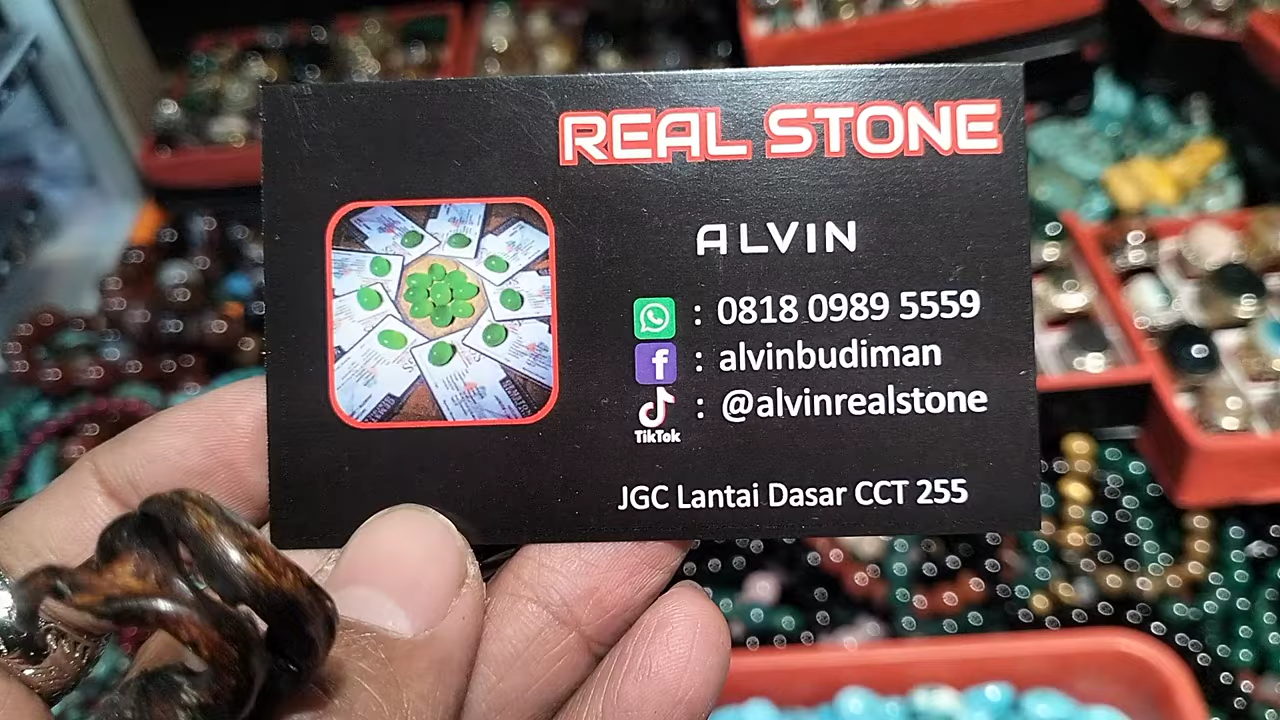 REAL STONE
ALVIN
: 0818 0989 5559
: alvinbudiman
: @alvinrealstone
TikTok
JGC Lantai Dasar CCT 255